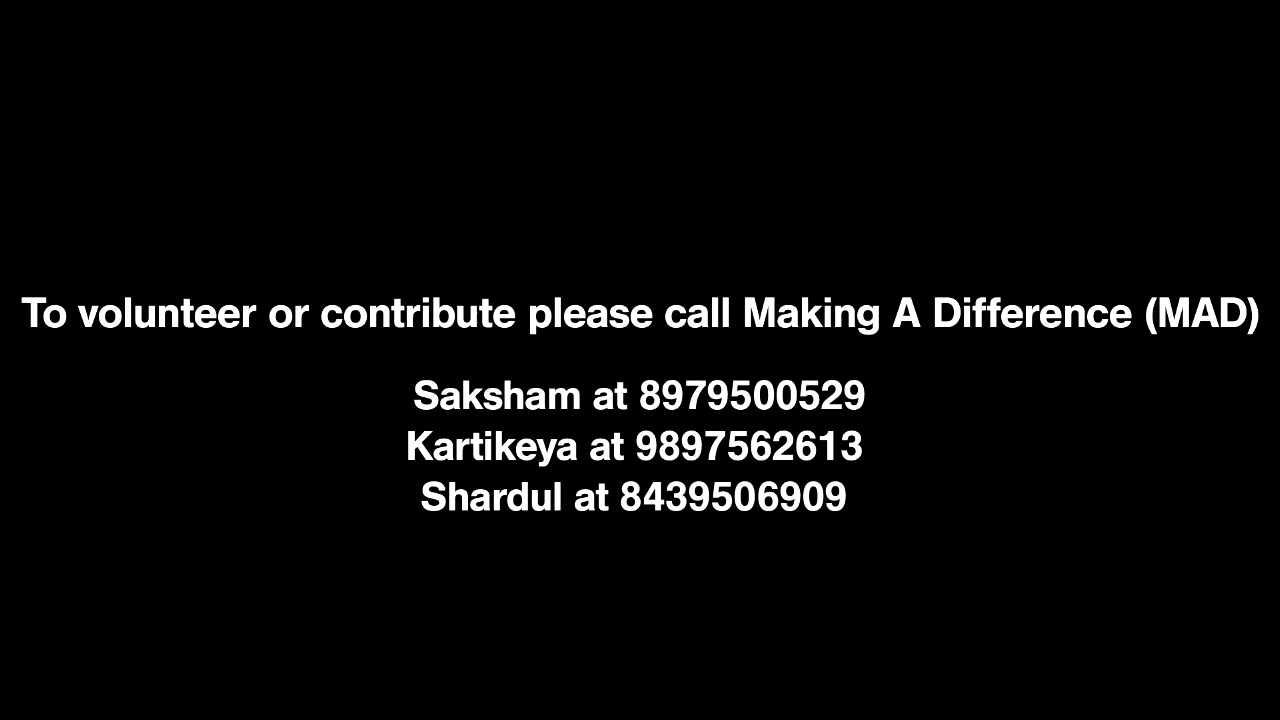 To volunteer or contribute please call Making A Difference (MAD)
Saksham at 8979500529
Kartikeya at 9897562613
Shardul at 8439506909